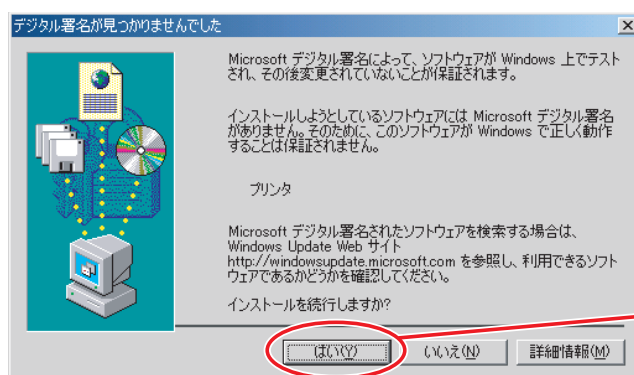 デジタル署名が見つかりませんでした
Microsoft デジタル署名によって、ソフトウェアが Windows 上でテスト
され、その後変更されていないことが保証されます。
インストールしようとしているソフトウェアには Microsoft デジタル署名
がありません。そのために、このソフトウェアが Windows で正しく動作
することは保証されません。
プリンタ
Microsoft デジタル署名されたソフトウェアを検索する場合は、
Windows Update Web サイト
http://windowsupdate.microsoft.com を参照し、利用できるソフト
ウェアであるかどうかを確認してください。
インストールを続行しますか?
はい(Y)
いいえ(N)
詳細情報(M)